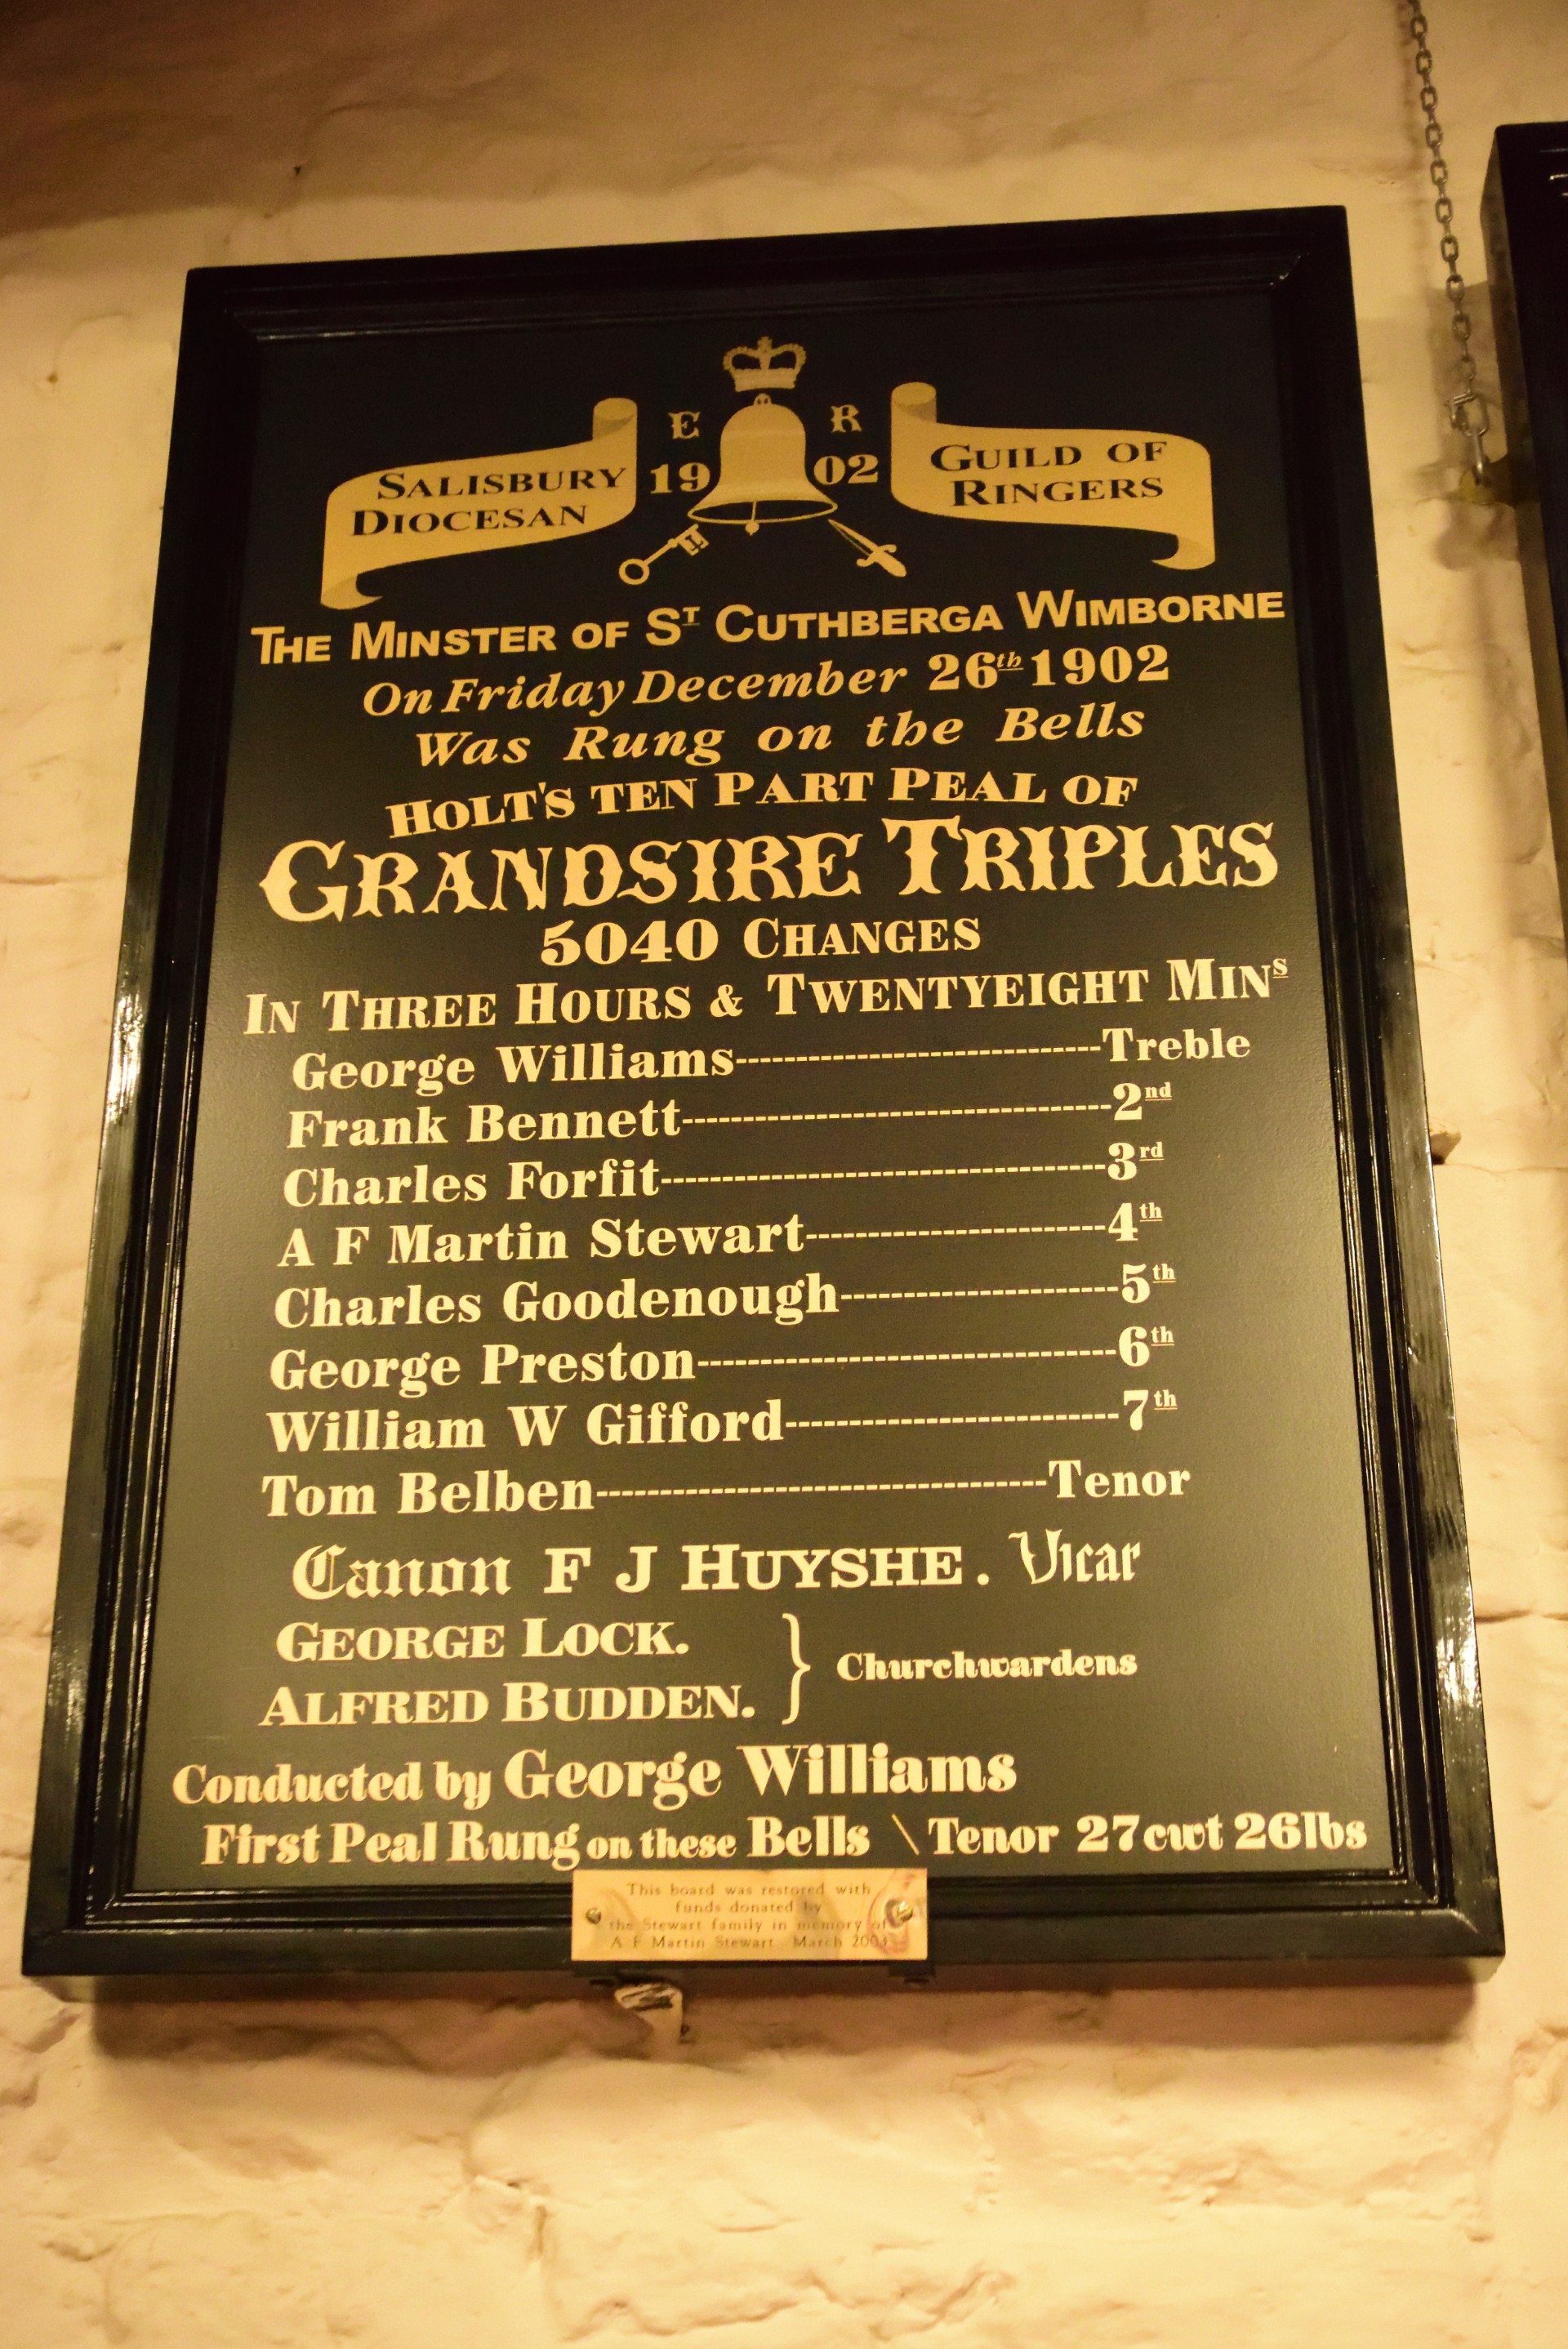 E R
SALISBURY 19 02 GUILD OF
DIOCESAN RINGERS
THE MINSTER OF ST CUTHBERGA WIMBORNE
On Friday December 26th 1902
Was Rung on the Bells
HOLT'S TEN PART PEAL OF
GRANDSIRE TRIPLES
5040 CHANGES
IN THREE HOURS & TWENTYEIGHT MINS
George Williams------------------------------Treble
Frank Bennett-----------------------------------2nd
Charles Forfit------------------------------------3rd
A F Martin Stewart------------------------4th
Charles Goodenough----------------------5th
George Preston----------------------------------6th
William W Gifford---------------------------7th
Tom Belben------------------------------------Tenor
Canon F J HUYSHE. Vicar
GEORGE LOCK.
ALFRED BUDDEN. } Churchwardens
Conducted by George Williams
First Peal Rung on these Bells \ Tenor 27cwt 26lbs
This board was restored with
funds donated by
the Stewart family in memory of
A F Martin Stewart March